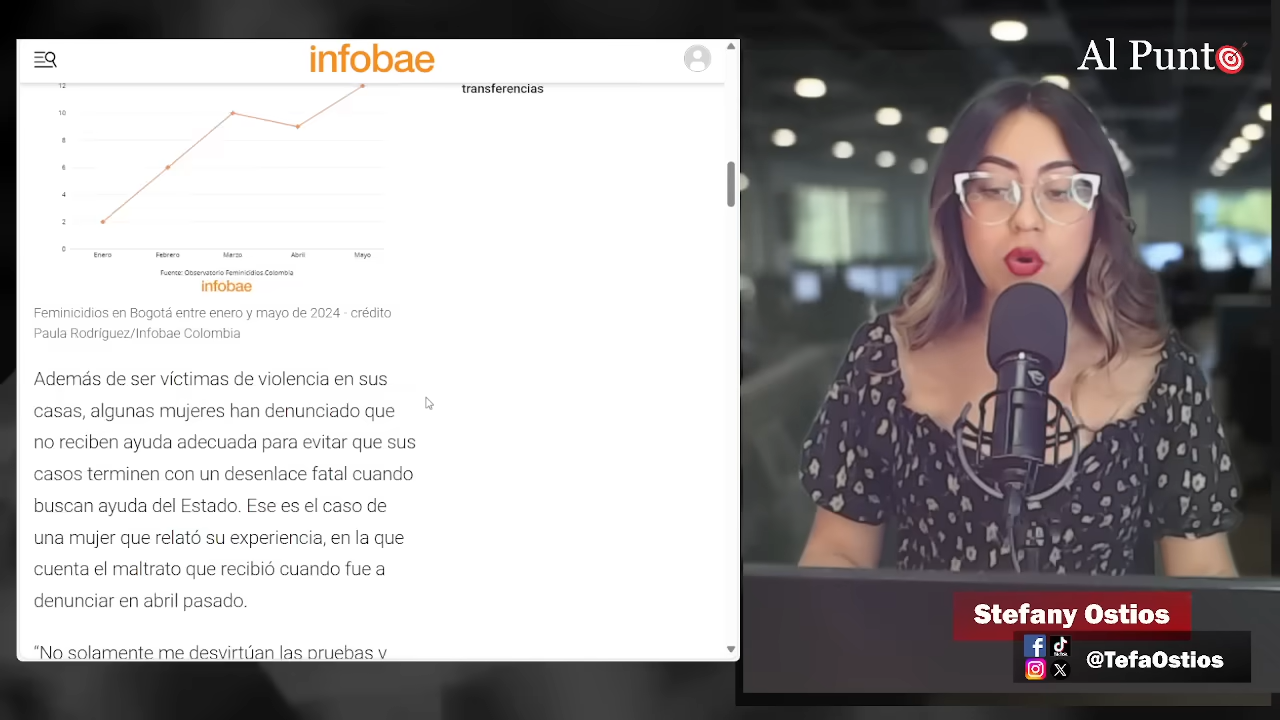 infobae
transferencias
12
10
8
6
4
2
0
Enero Febrero Marzo Abril Mayo
Fuente: Observatorio Feminicidios Colombia
infobae
Feminicidios en Bogotá entre enero y mayo de 2024 - crédito
Paula Rodríguez/Infobae Colombia
Además de ser víctimas de violencia en sus
casas, algunas mujeres han denunciado que
no reciben ayuda adecuada para evitar que sus
casos terminen con un desenlace fatal cuando
buscan ayuda del Estado. Ese es el caso de
una mujer que relató su experiencia, en la que
cuenta el maltrato que recibió cuando fue a
denunciar en abril pasado.
“No solamente me desvirtúan las pruebas y
Al Punto
Stefany Ostios
@TefaOstios